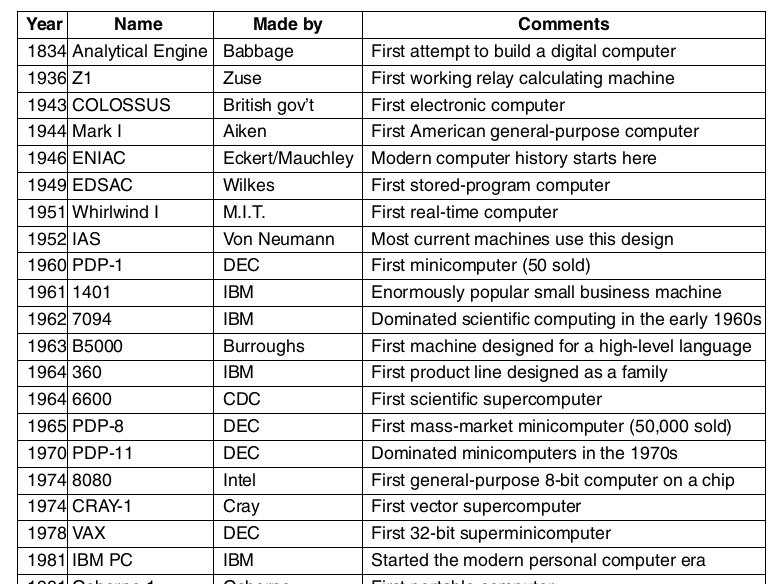 Year Name Made by Comments
1834 Analytical Engine Babbage First attempt to build a digital computer
1936 Z1 Zuse First working relay calculating machine
1943 COLOSSUS British gov't First electronic computer
1944 Mark I Aiken First American general-purpose computer
1946 ENIAC Eckert/Mauchley Modern computer history starts here
1949 EDSAC Wilkes First stored-program computer
1951 Whirlwind I M.I.T. First real-time computer
1952 IAS Von Neumann Most current machines use this design
1960 PDP-1 DEC First minicomputer (50 sold)
1961 1401 IBM Enormously popular small business machine
1962 7094 IBM Dominated scientific computing in the early 1960s
1963 B5000 Burroughs First machine designed for a high-level language
1964 360 IBM First product line designed as a family
1964 6600 CDC First scientific supercomputer
1965 PDP-8 DEC First mass-market minicomputer (50,000 sold)
1970 PDP-11 DEC Dominated minicomputers in the 1970s
1974 8080 Intel First general-purpose 8-bit computer on a chip
1974 CRAY-1 Cray First vector supercomputer
1978 VAX DEC First 32-bit superminicomputer
1981 IBM PC IBM Started the modern personal computer era